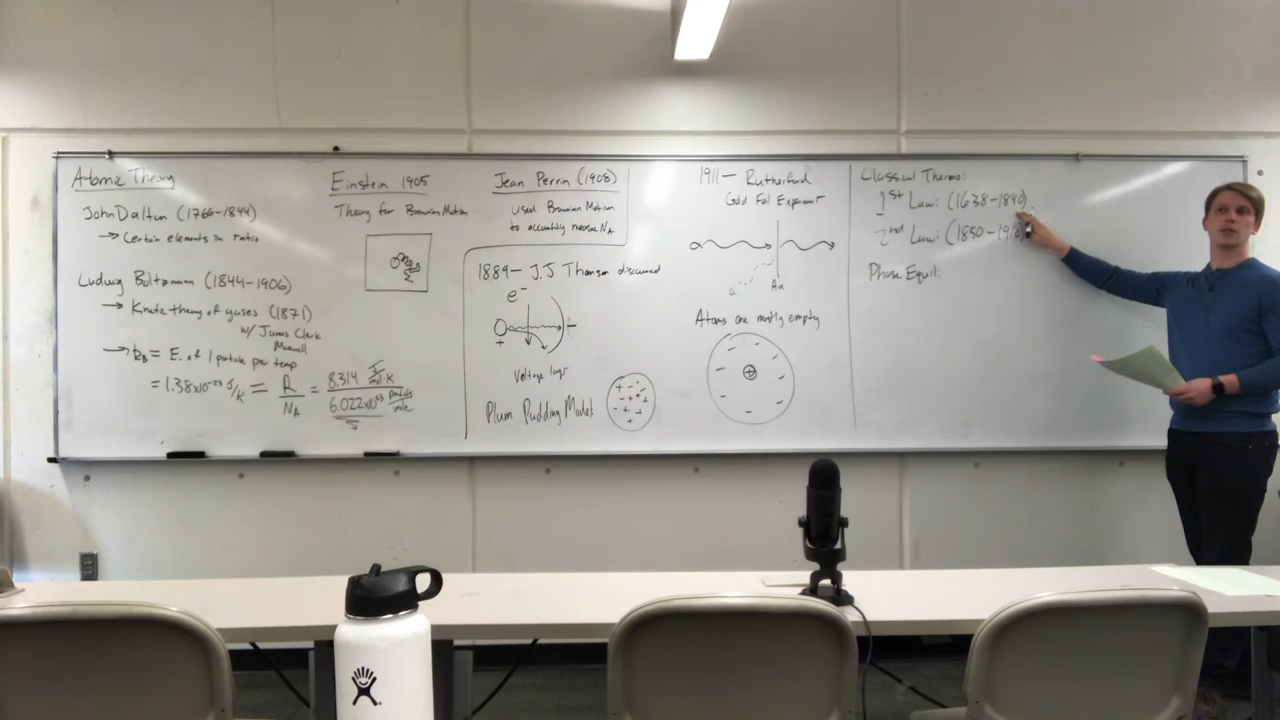 Atomic Theory
John Dalton (1766-1844)
→ Certain elements in ratio
Ludwig Boltzmann (1844-1906)
→ Kinetic theory of gases (1871)
w/ James Clerk
Maxwell
→ kB = E. of 1 particle per temp
= 1.38x10⁻²³ J/K = R/NA = 8.314 J/mol·K / 6.022x10²³ particles/mole
Einstein 1905
Theory for Brownian Motion
Jean Perrin (1908)
used Brownian Motion
to accurately measure NA
1889- J.J Thomson discovered
e⁻
+
-
Voltage
Plum Pudding Model
1911- Rutherford
Gold Foil Experiment
Au
Atoms are mostly empty
+
Classical Thermo:
1st Law: (1638-1840)
2nd Law: (1850-1910)
Phase Equil: